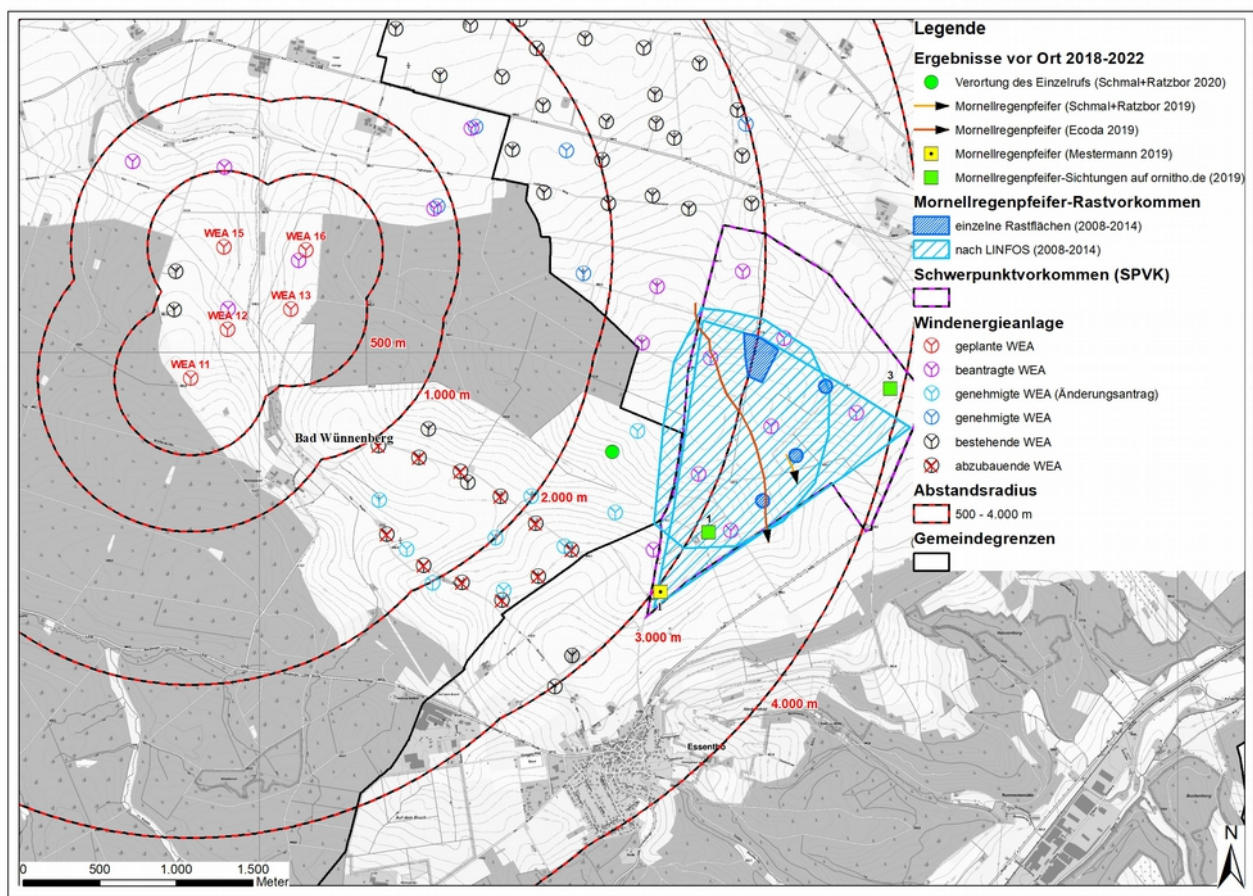 Legende
Ergebnisse vor Ort 2018-2022
Verortung des Einzelrufs (Schmal+Ratzbor 2020)
Mornellregenpfeifer (Schmal+Ratzbor 2019)
Mornellregenpfeifer (Ecoda 2019)
Mornellregenpfeifer (Mestermann 2019)
Mornellregenpfeifer-Sichtungen auf ornitho.de (2019)
Mornellregenpfeifer-Rastvorkommen
einzelne Rastflächen (2008-2014)
nach LINFOS (2008-2014)
Schwerpunktvorkommen (SPVK)
Windenergieanlage
geplante WEA
beantragte WEA
genehmigte WEA (Änderungsantrag)
genehmigte WEA
bestehende WEA
abzubauende WEA
Abstandsradius
500 - 4.000 m
Gemeindegrenzen
WEA 15
WEA 16
WEA 13
WEA 12
WEA 11
500 m
1.000 m
Bad Wünnenberg
2.000 m
3
1
1
3.000 m
4.000 m
Essentho
0 500 1.000 1.500
Meter
N